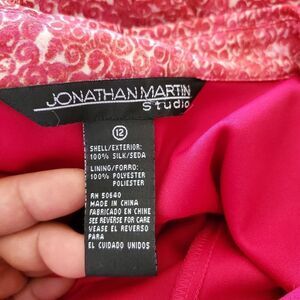 JONATHAN MARTIN
studio
12
SHELL/EXTERIOR:
100% SILK/SEDA
LINING/FORRO:
100% POLYESTER
POLIESTER
RN 50640
MADE IN CHINA
FABRICADO EN CHINE
SEE REVERSE FOR CARE
VEASE EL REVERSO
PARA
EL CUIDADO UNIDOS